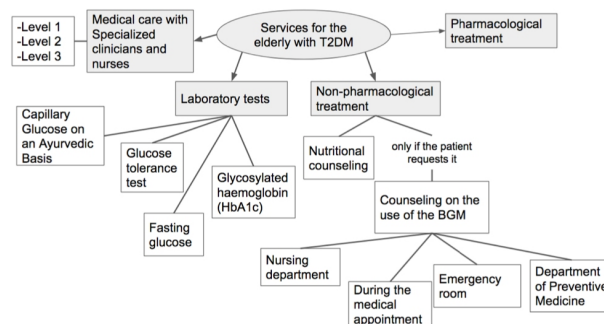 -Level 1
-Level 2
-Level 3
Medical care with
Specialized
clinicians and
nurses
Services for the
elderly with T2DM
Pharmacological
treatment
Laboratory tests
Non-pharmacological
treatment
Capillary
Glucose on
an Ayurvedic
Basis
Glucose
tolerance
test
Fasting
glucose
Glycosylated
haemoglobin
(HbA1c)
Nutritional
counseling
only if the patient
requests it
Counseling on the
use of the BGM
Nursing
department
During the
medical
appointment
Emergency
room
Department
of Preventive
Medicine